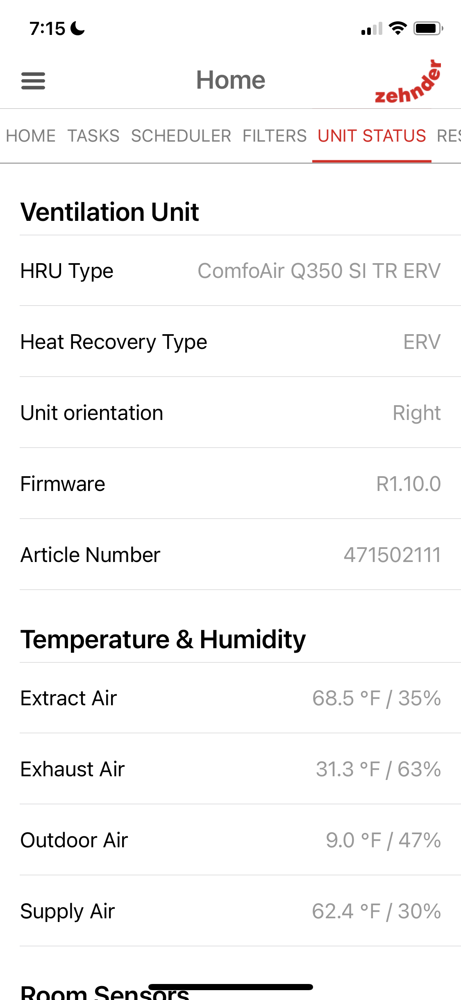 7:15
Home
zehnder
HOME TASKS SCHEDULER FILTERS UNIT STATUS RES
Ventilation Unit
HRU Type ComfoAir Q350 SI TR ERV
Heat Recovery Type ERV
Unit orientation Right
Firmware R1.10.0
Article Number 471502111
Temperature & Humidity
Extract Air 68.5 °F / 35%
Exhaust Air 31.3 °F / 63%
Outdoor Air 9.0 °F / 47%
Supply Air 62.4 °F / 30%
Room Sensors